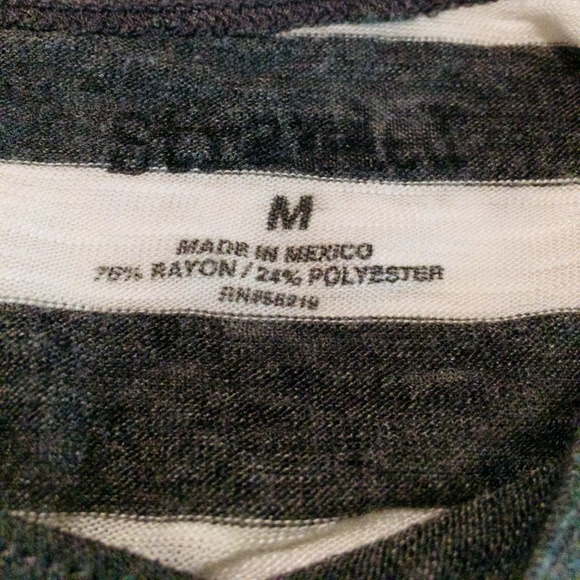 M
MADE IN MEXICO
76% RAYON / 24% POLYESTER